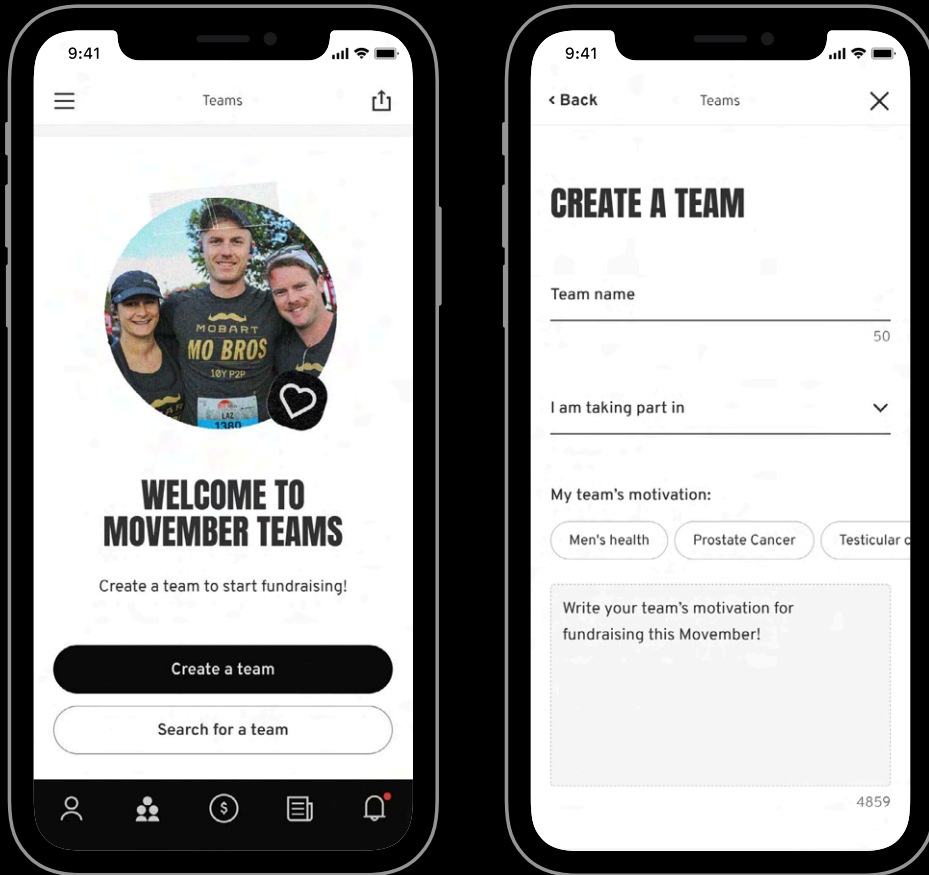 9:41
Teams
MOBART
MO BROS
10Y P2P
LAZ
1380
WELCOME TO
MOVEMBER TEAMS
Create a team to start fundraising!
Create a team
Search for a team
$
9:41
‹ Back
Teams
CREATE A TEAM
Team name
50
I am taking part in
My team’s motivation:
Men's health
Prostate Cancer
Testicular c
Write your team’s motivation for
fundraising this Movember!
4859